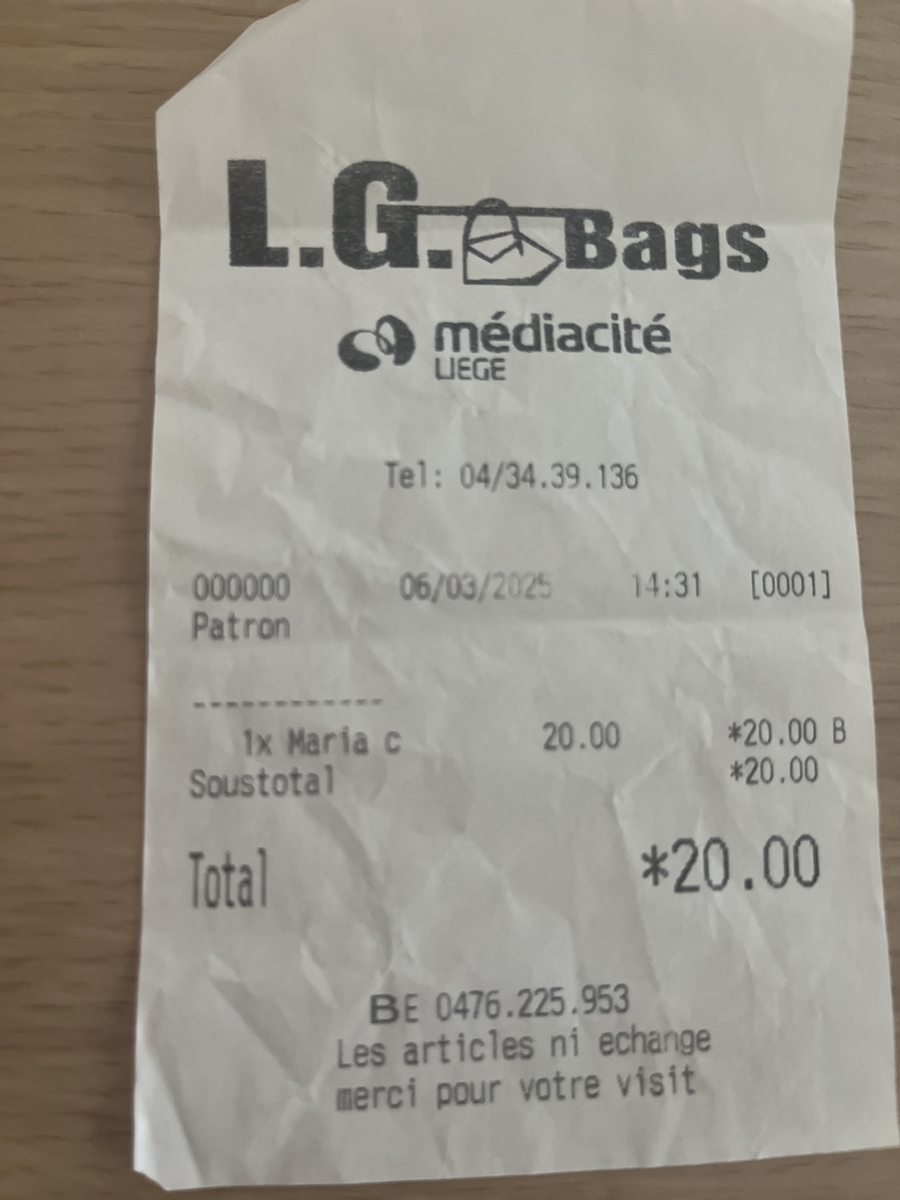 L.G. Bags
médiacité
LIEGE
Tel: 04/34.39.136
000000 06/03/2025 14:31 [0001]
Patron
------------
1x Maria c 20.00 *20.00 B
Soustotal *20.00
Total *20.00
BE 0476.225.953
Les articles ni echange
merci pour votre visit